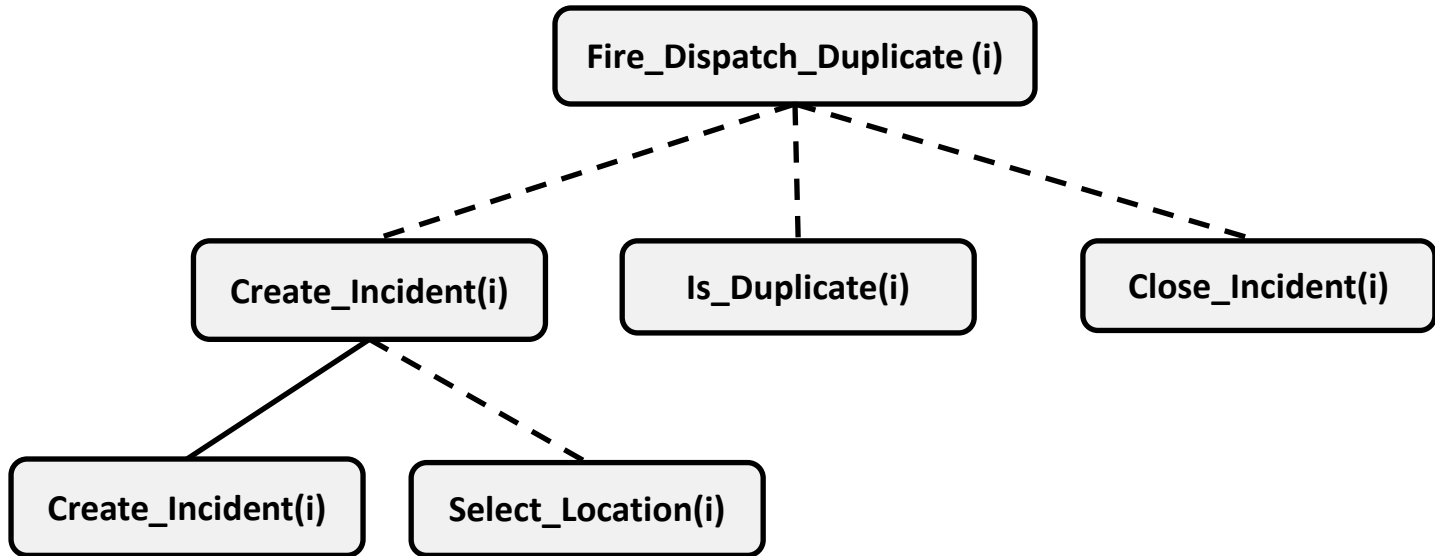 Fire_Dispatch_Duplicate (i)
Create_Incident(i)
Is_Duplicate(i)
Close_Incident(i)
Create_Incident(i)
Select_Location(i)